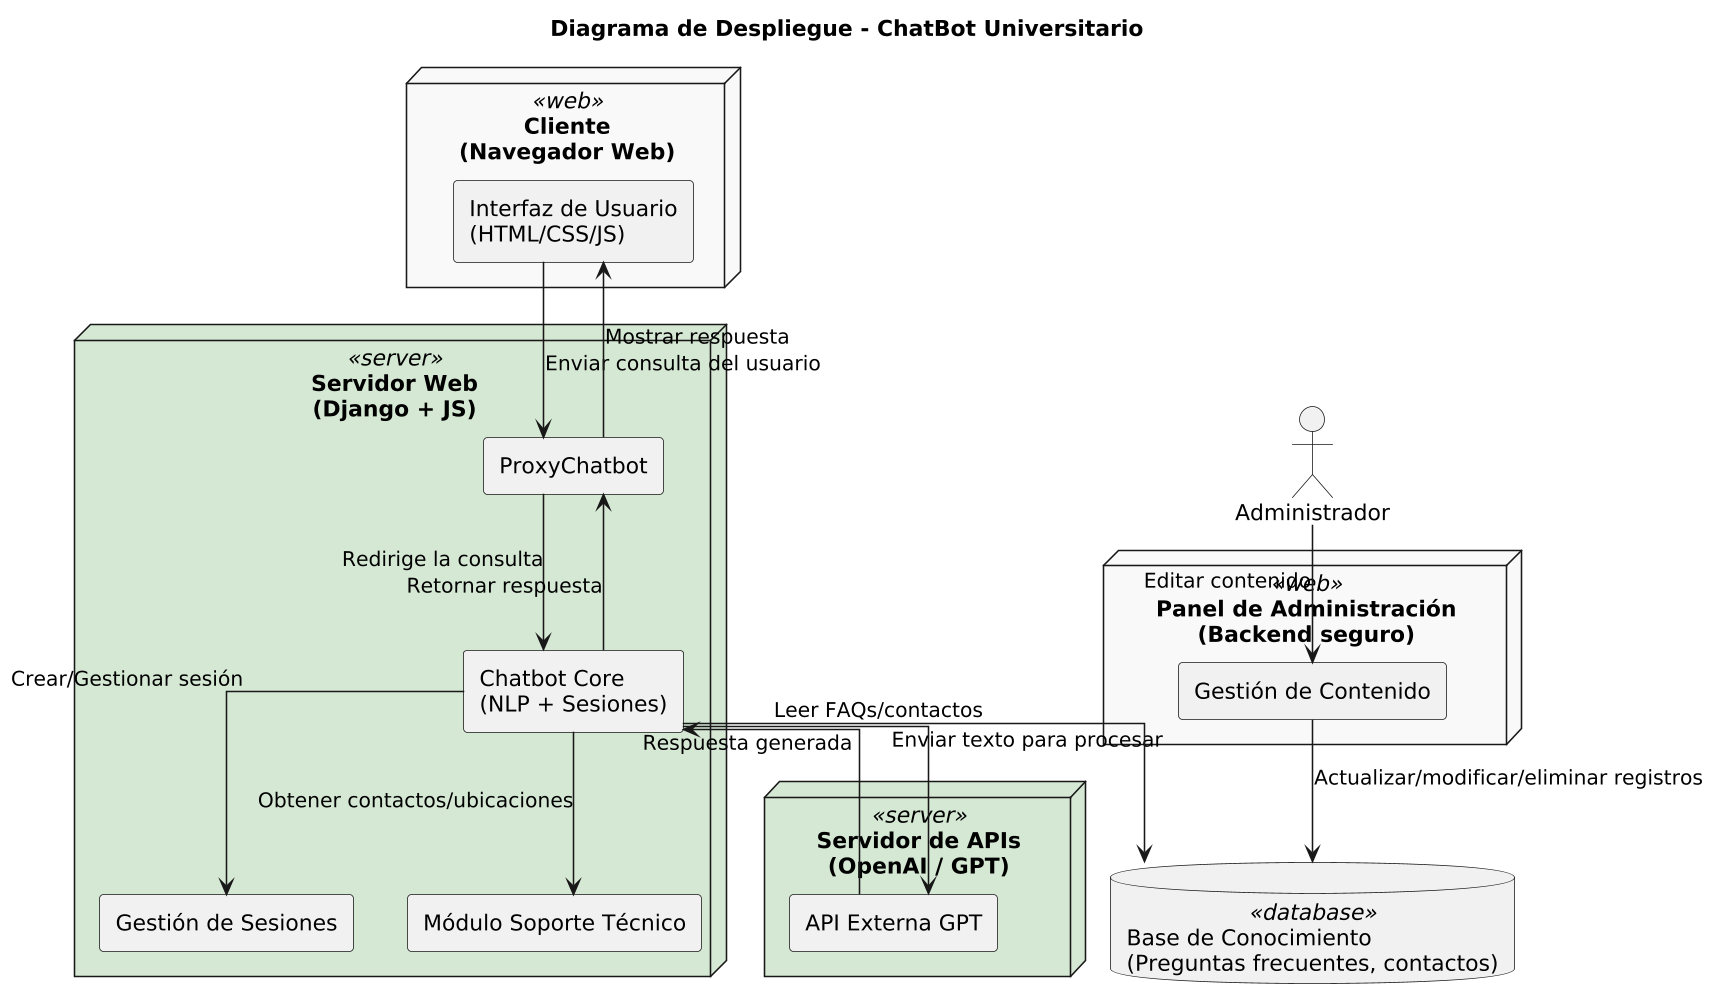 Diagrama de Despliegue - ChatBot Universitario
«web»
Cliente
(Navegador Web)
Interfaz de Usuario
(HTML/CSS/JS)
Mostrar respuesta
Enviar consulta del usuario
«server»
Servidor Web
(Django + JS)
ProxyChatbot
Redirige la consulta
Retornar respuesta
Chatbot Core
(NLP + Sesiones)
Crear/Gestionar sesión
Obtener contactos/ubicaciones
Gestión de Sesiones
Módulo Soporte Técnico
Leer FAQs/contactos
Respuesta generada
Enviar texto para procesar
«server»
Servidor de APIs
(OpenAI / GPT)
API Externa GPT
Administrador
Editar contenido
«web»
Panel de Administración
(Backend seguro)
Gestión de Contenido
Actualizar/modificar/eliminar registros
«database»
Base de Conocimiento
(Preguntas frecuentes, contactos)